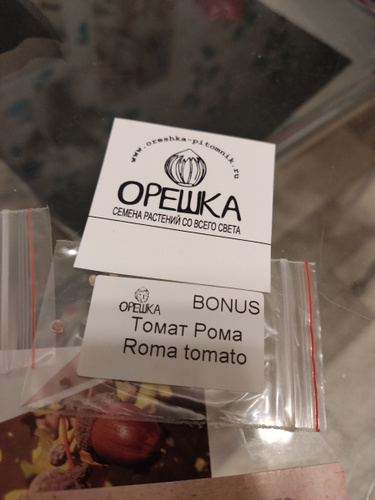 www.oreshka-pitomnik.ru
ОРЕШКА
СЕМЕНА РАСТЕНИЙ СО ВСЕГО СВЕТА
ОРЕШКА
BONUS
Томат Рома
Roma tomato